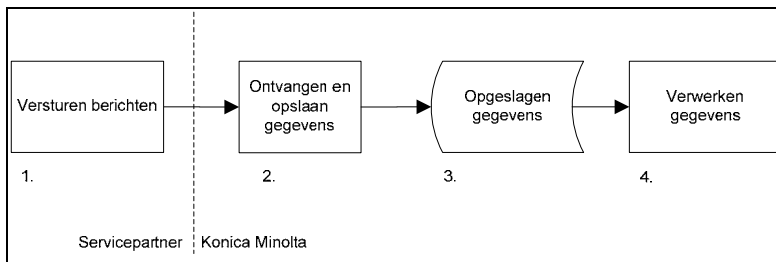 Versturen berichten
Ontvangen en
opslaan
gegevens
Opgeslagen
gegevens
Verwerken
gegevens
1.
2.
3.
4.
Servicepartner
Konica Minolta